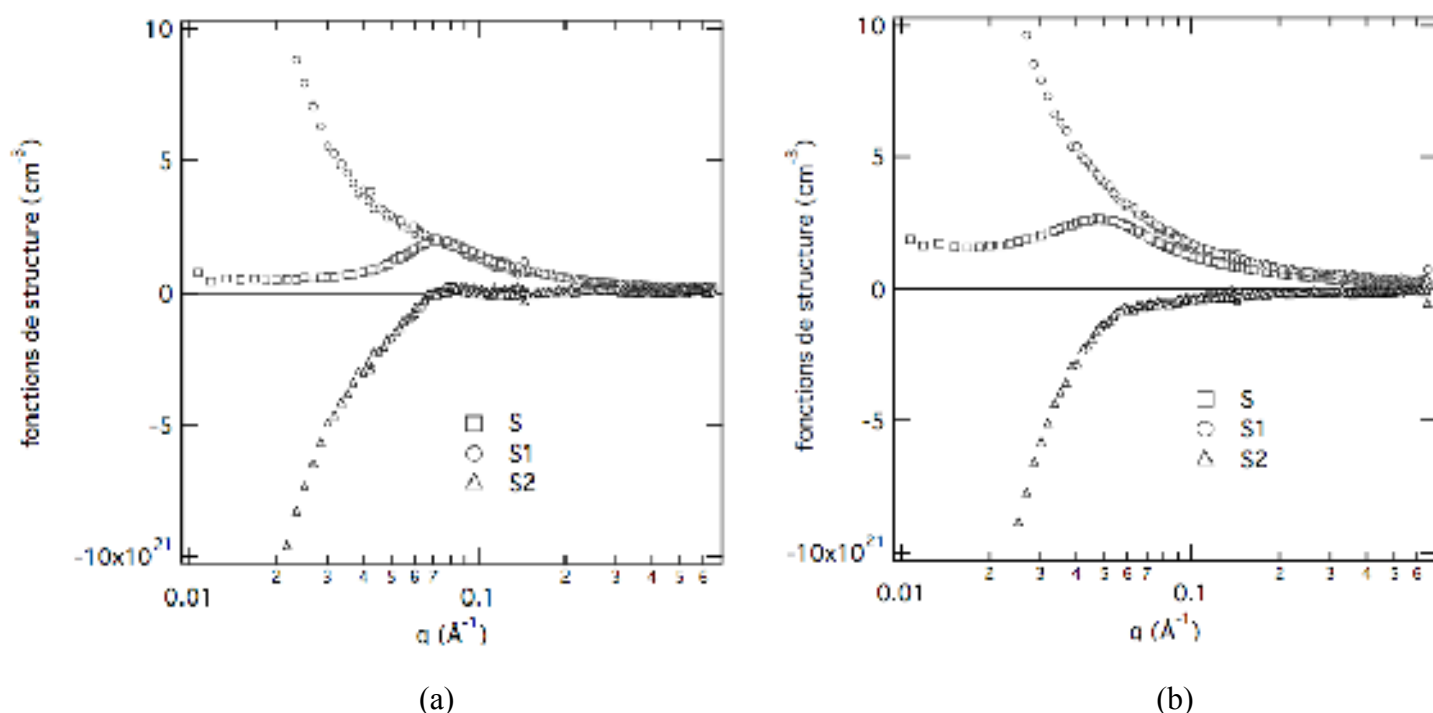 10
5
0
-5
-10x10^21
fonctions de structure (cm^-3)
S
S1
S2
2 3 4 5 6 7 2 3 4 5 6
0.01 0.1
q (Å^-1)
(a)
10
5
0
-5
-10x10^21
fonctions de structure (cm^-3)
S
S1
S2
2 3 4 5 6 7 2 3 4 5 6
0.01 0.1
q (Å^-1)
(b)